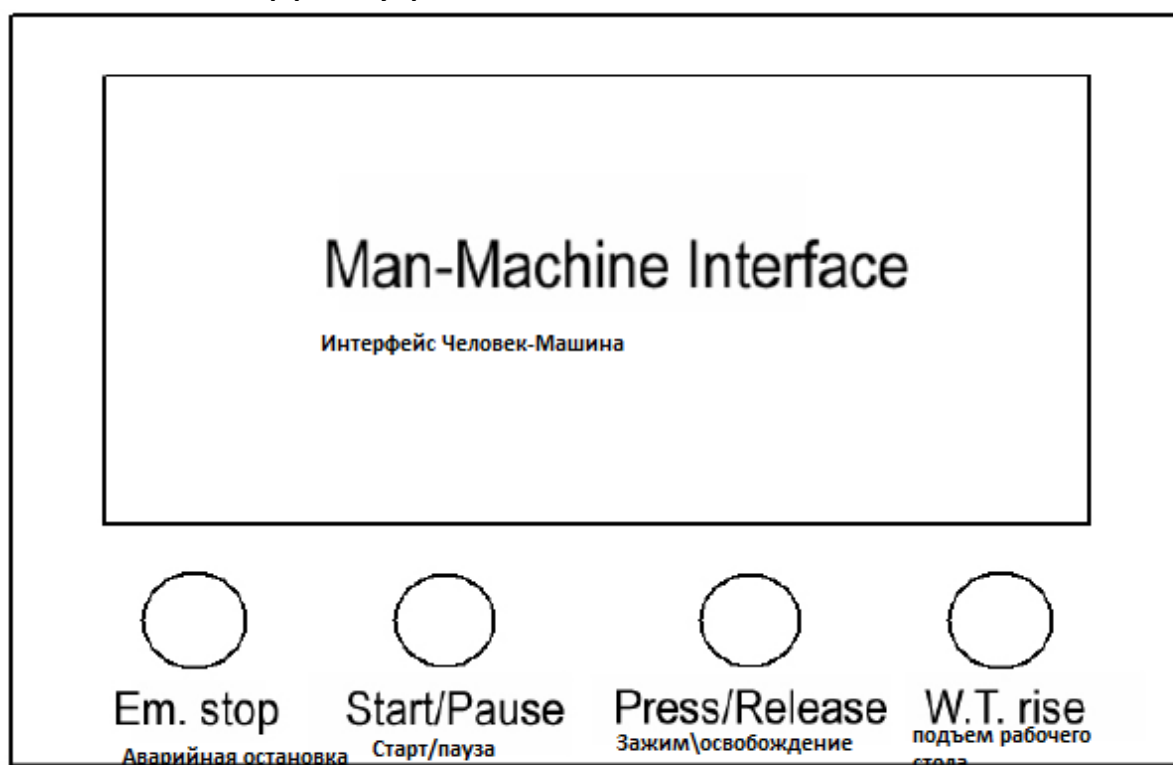 Man-Machine Interface
Интерфейс Человек-Машина
Em. stop Start/Pause Press/Release W.T. rise
Аварийная остановка Старт/пауза Зажим\освобождение подъем рабочего
стола